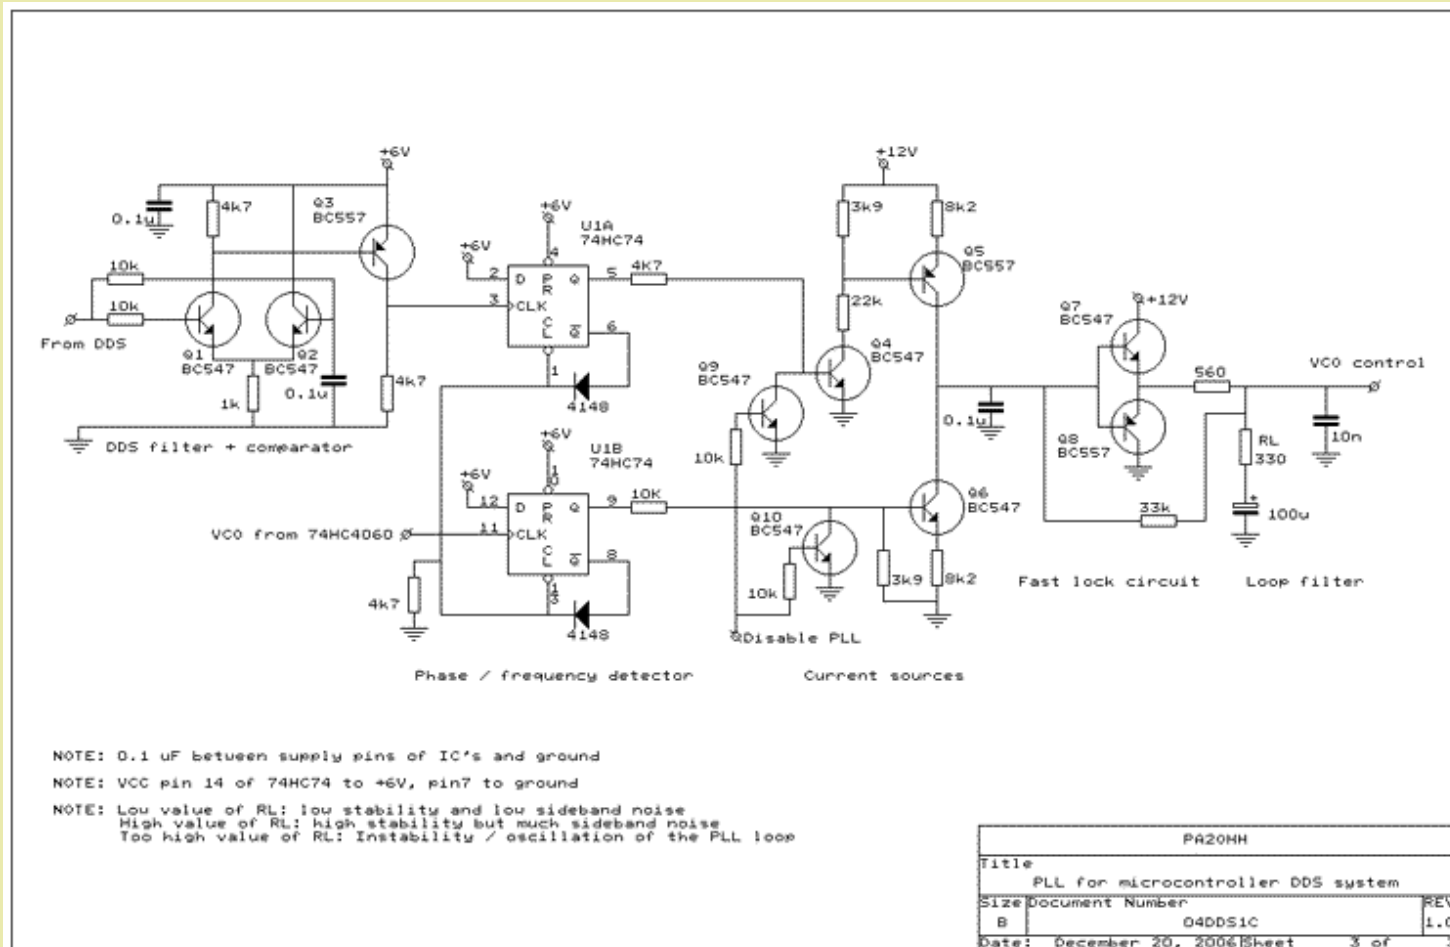 +6V
0.1u
4k7
Q3
BC557
10k
10k
From DDS
Q1
BC547
Q2
BC547
1k
0.1u
4k7
DDS filter + comparator
+6V
+6V
U1A
74HC74
4
2
D
PR
Q
5
3
CLK
CL
Q
6
1
4148
4K7
+6V
+6V
U1B
74HC74
10
12
D
PR
Q
9
11
CLK
CL
Q
8
13
4148
10K
VCO from 74HC4060
4k7
Phase / frequency detector
+12V
3k9
8k2
Q5
BC557
22k
Q4
BC547
Q9
BC547
10k
Q10
BC547
10k
Disable PLL
3k9
8k2
Q6
BC547
Current sources
0.1u
Q7
BC547
+12V
Q8
BC557
560
VCO control
RL
330
10n
33k
+
100u
Fast lock circuit
Loop filter
NOTE: 0.1 uF between supply pins of IC's and ground
NOTE: VCC pin 14 of 74HC74 to +6V, pin7 to ground
NOTE: Low value of RL: low stability and low sideband noise
High value of RL: high stability but much sideband noise
Too high value of RL: Instability / oscillation of the PLL loop
PA2OHH
Title
PLL for microcontroller DDS system
Size
Document Number
REV
B
04DDS1C
1.0
Date: December 20, 2006
Sheet 3 of